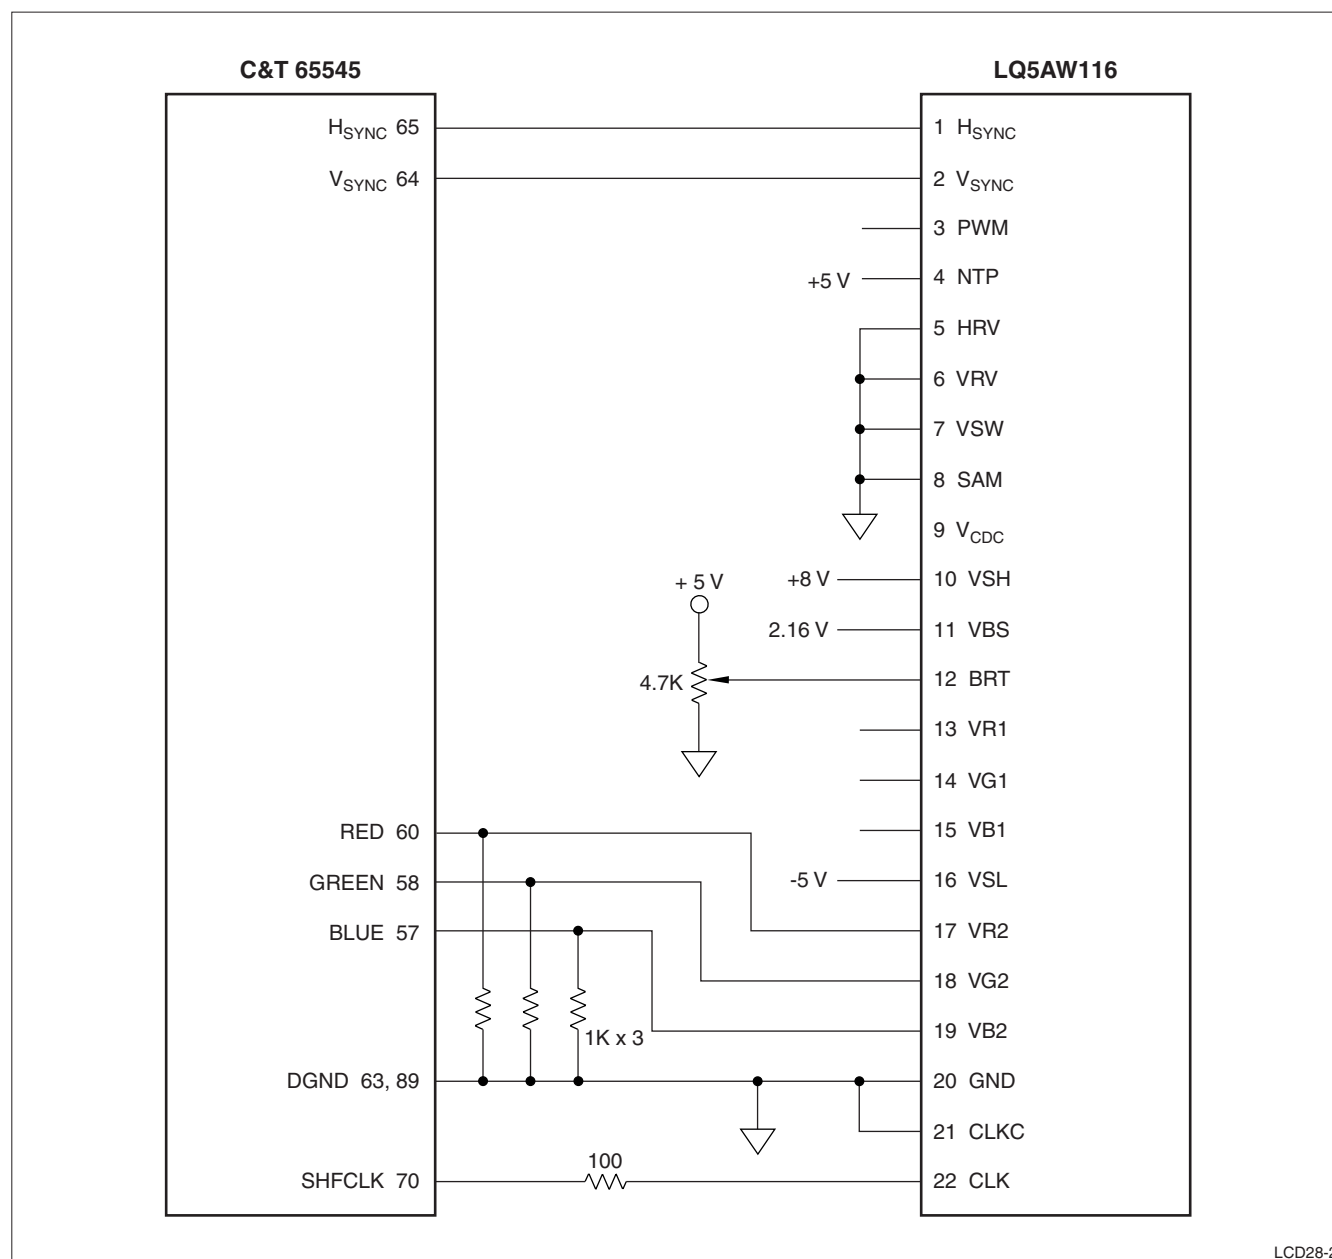 C&T 65545
LQ5AW116
HSYNC 65
1 HSYNC
VSYNC 64
2 VSYNC
3 PWM
+5 V
4 NTP
5 HRV
6 VRV
7 VSW
8 SAM
9 VCDC
+8 V
10 VSH
+ 5 V
2.16 V
11 VBS
4.7K
12 BRT
13 VR1
14 VG1
15 VB1
RED 60
-5 V
16 VSL
GREEN 58
BLUE 57
17 VR2
18 VG2
1K x 3
19 VB2
DGND 63, 89
20 GND
21 CLKC
100
SHFCLK 70
22 CLK
LCD28-2